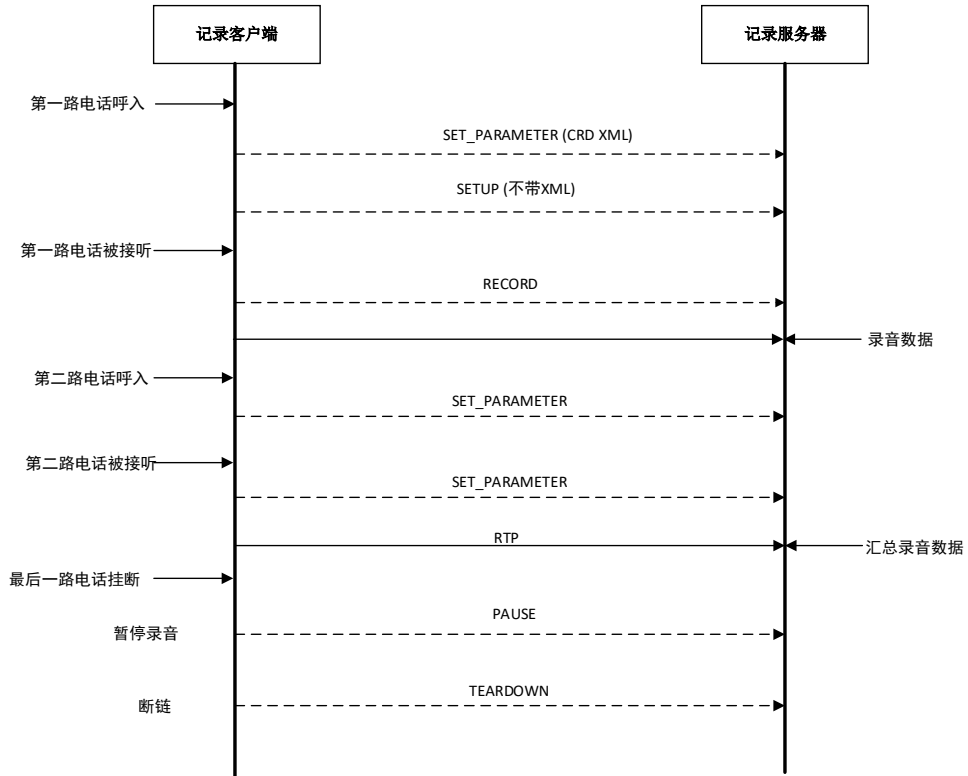 记录客户端
记录服务器
第一路电话呼入
SET_PARAMETER (CRD XML)
SETUP (不带XML)
第一路电话被接听
RECORD
录音数据
第二路电话呼入
SET_PARAMETER
第二路电话被接听
SET_PARAMETER
RTP
汇总录音数据
最后一路电话挂断
PAUSE
暂停录音
TEARDOWN
断链